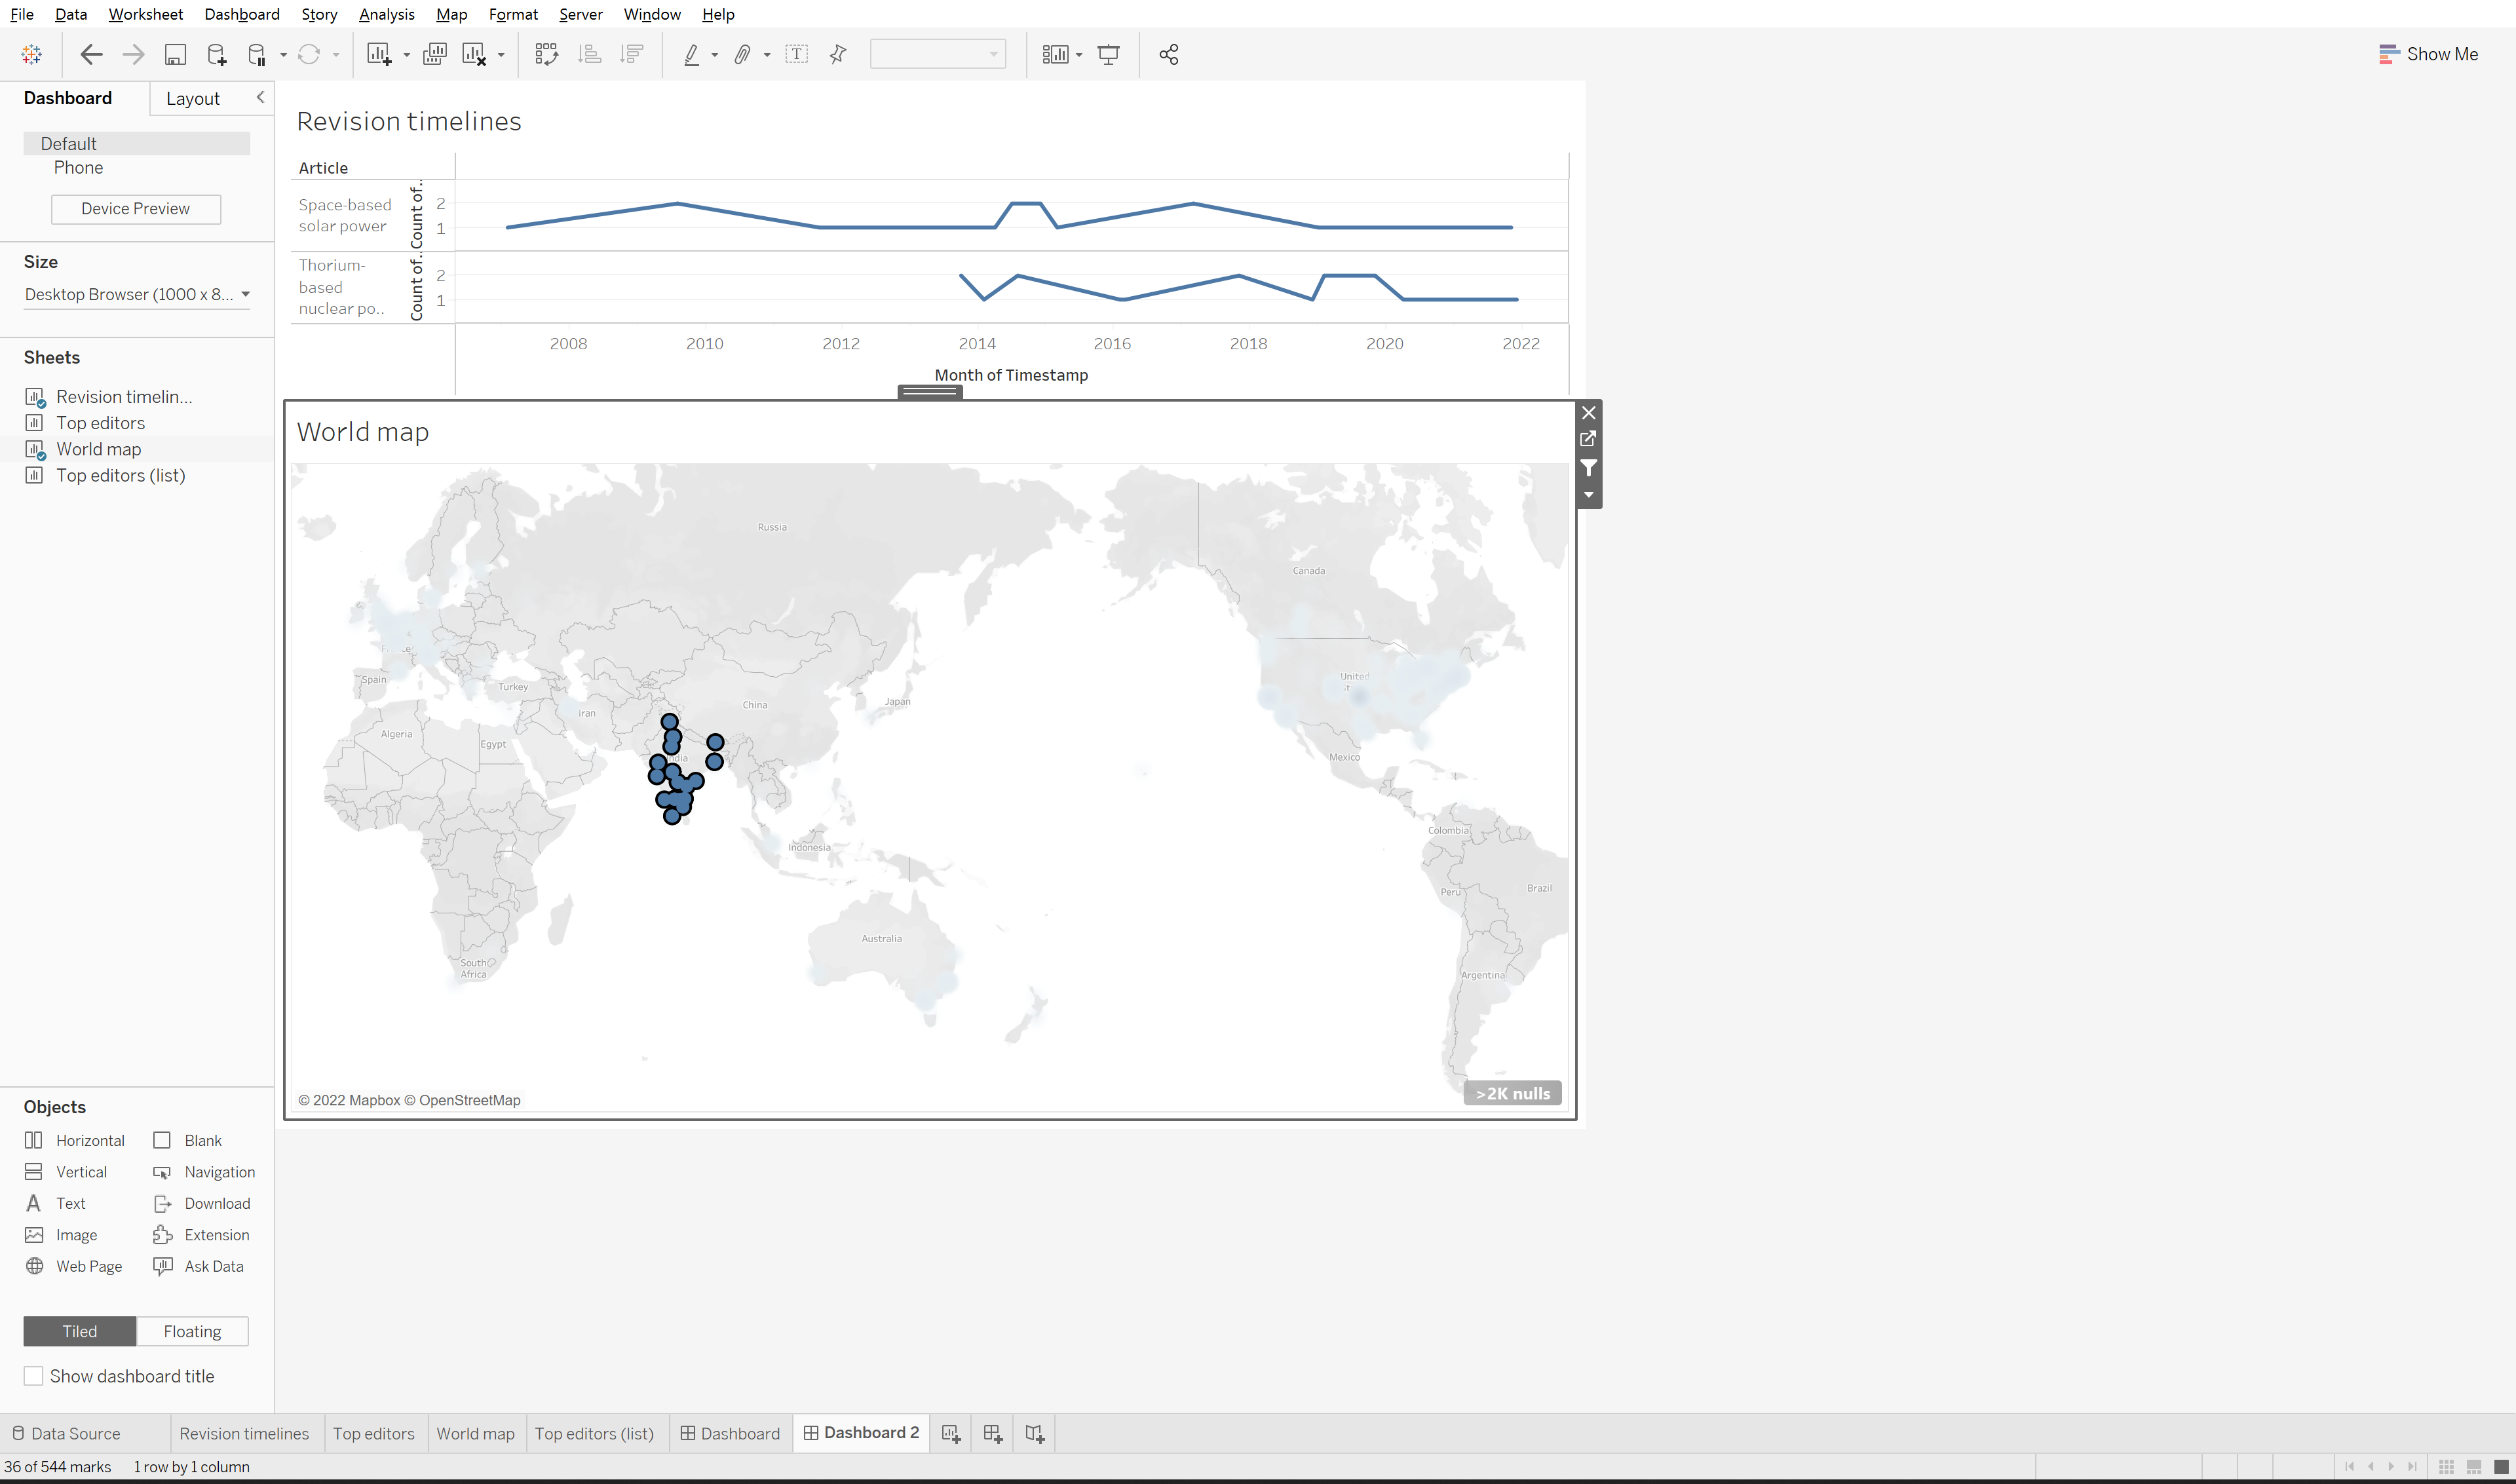 File Data Worksheet Dashboard Story Analysis Map Format Server Window Help
Show Me
Dashboard Layout
Default
Phone
Device Preview
Size
Desktop Browser (1000 x 8...
Sheets
Revision timelin...
Top editors
World map
Top editors (list)
Objects
Horizontal Blank
Vertical Navigation
Text Download
Image Extension
Web Page Ask Data
Tiled Floating
Show dashboard title
Revision timelines
Article
Space-based
solar power
Count of..
2
1
Thorium-
based
nuclear po..
Count of..
2
1
2008 2010 2012 2014 2016 2018 2020 2022
Month of Timestamp
World map
Russia
Canada
France
United
Spain
Turkey
Iran
China
Japan
Algeria
Egypt
India
Mexico
Colombia
Indonesia
Peru
Brazil
Australia
South
Africa
Argentina
© 2022 Mapbox © OpenStreetMap
>2K nulls
Data Source Revision timelines Top editors World map Top editors (list) Dashboard Dashboard 2
36 of 544 marks 1 row by 1 column